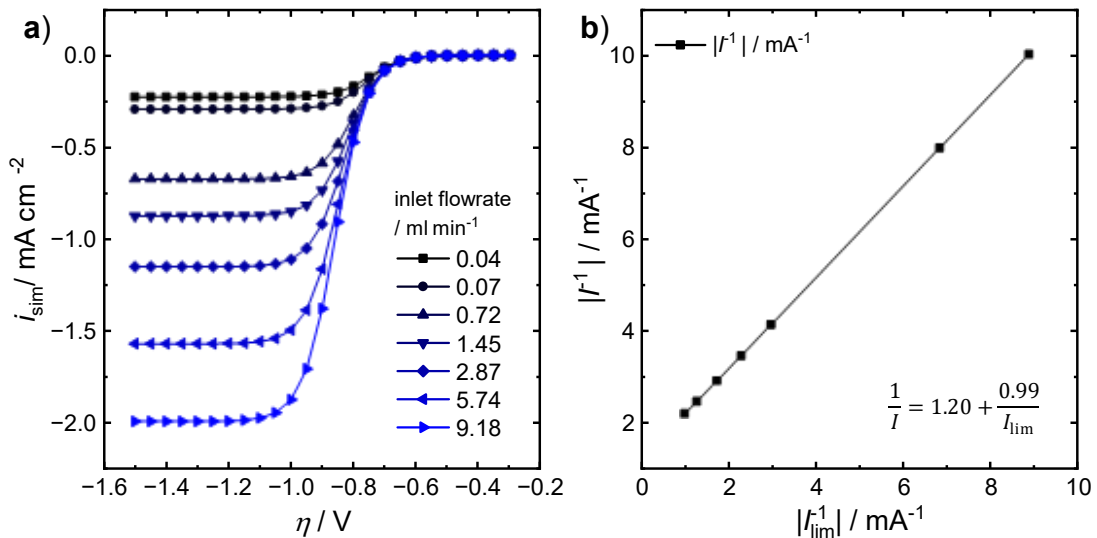 a)
0.0
−0.5
−1.0
−1.5
−2.0
i_sim/ mA cm⁻²
inlet flowrate
/ ml min⁻¹
0.04
0.07
0.72
1.45
2.87
5.74
9.18
−1.6 −1.4 −1.2 −1.0 −0.8 −0.6 −0.4 −0.2
η / V
b)
|I⁻¹| / mA⁻¹
10
8
6
4
2
|I⁻¹| / mA⁻¹
1/I = 1.20 + 0.99/I_lim
0 2 4 6 8 10
|I_lim⁻¹| / mA⁻¹